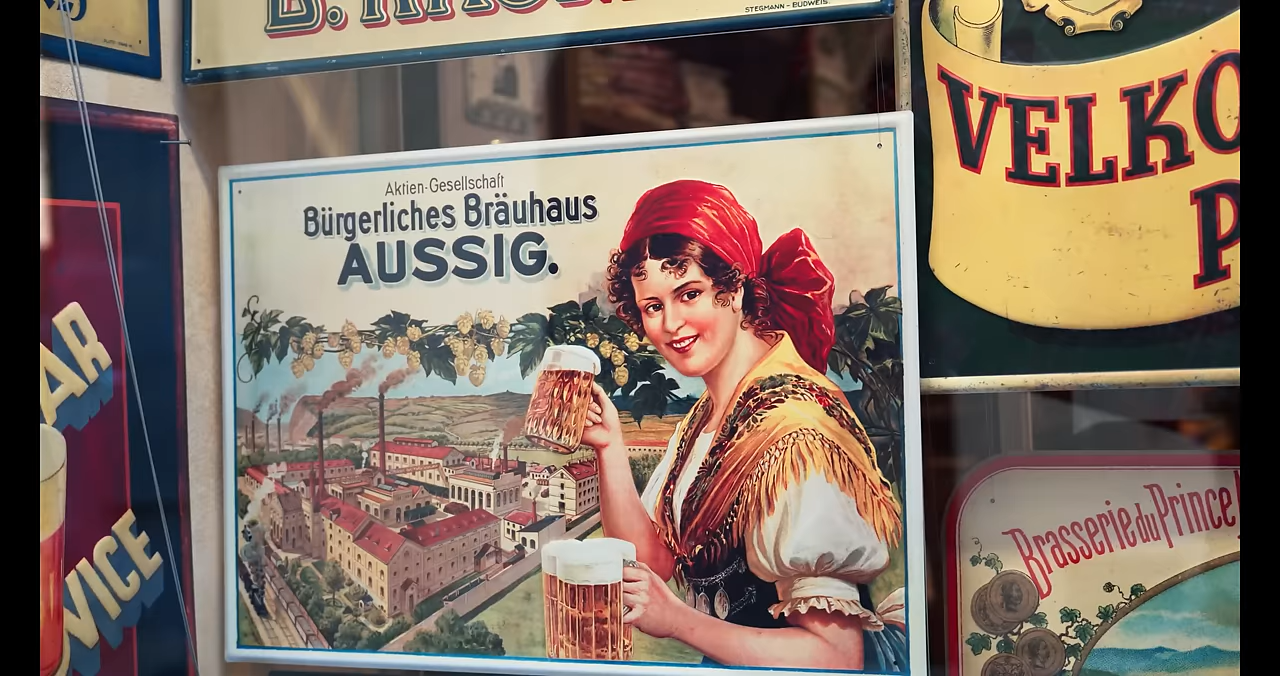 STEGMANN - BUDWEIS.
VELKO
P
Aktien-Gesellschaft
Bürgerliches Bräuhaus
AUSSIG.
AR
VICE
Brasserie du Prince